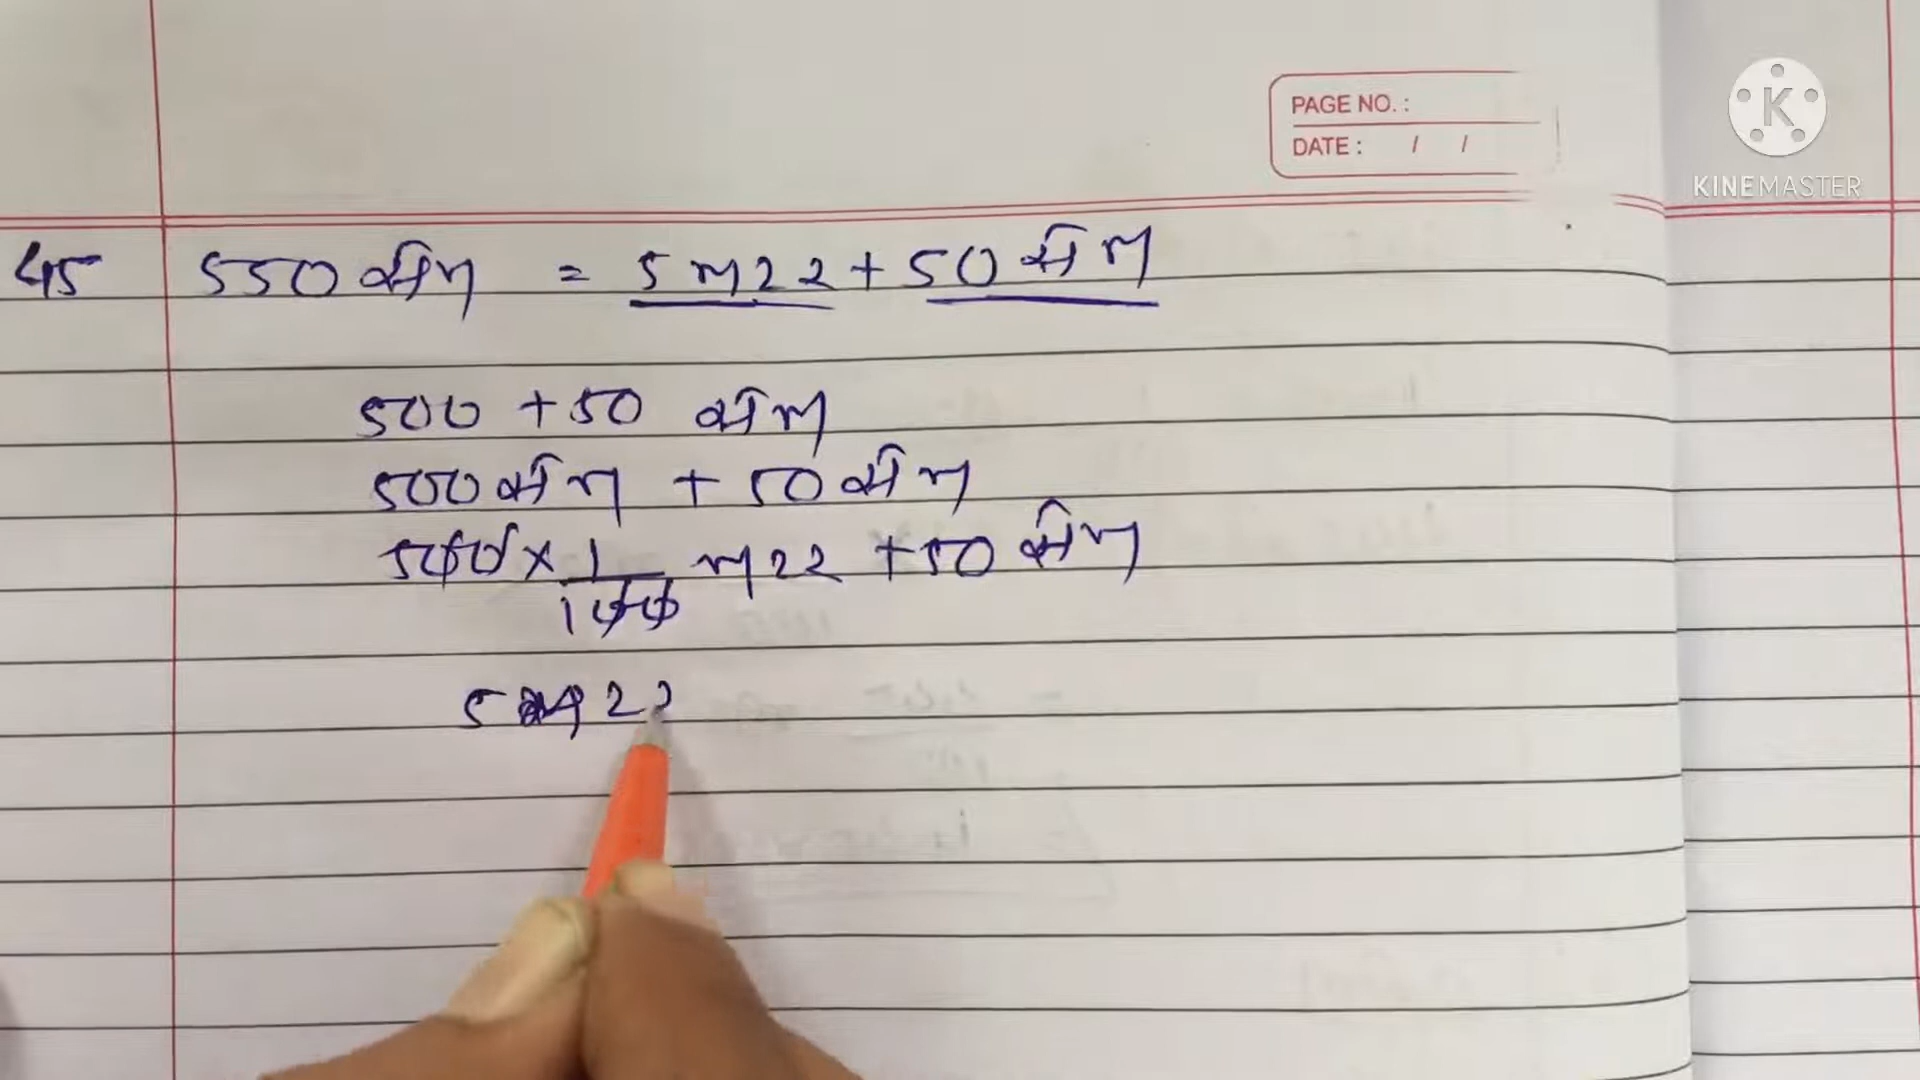 PAGE NO. :
DATE : / /
KINEMASTER
45 550 सेमी = 5 मीटर + 50 सेमी
500 + 50 सेमी
500 सेमी + 50 सेमी
500 × 1/100 मीटर + 50 सेमी
5 मीटर